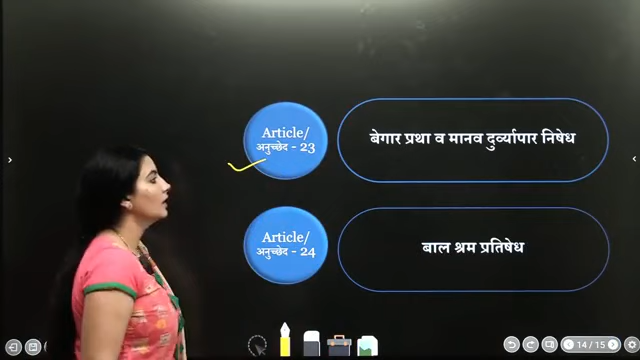 Article/
अनुच्छेद - 23
बेगार प्रथा व मानव दुर्व्यापार निषेध
Article/
अनुच्छेद - 24
बाल श्रम प्रतिषेध
14 / 15